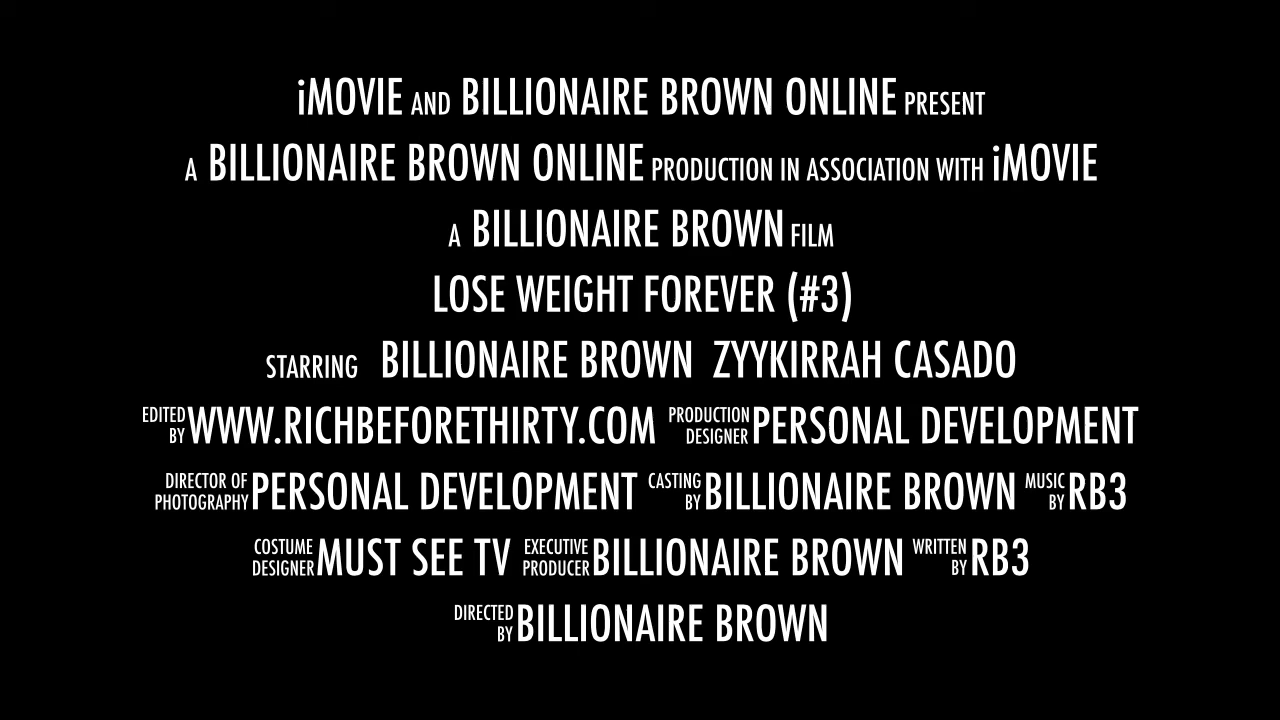 iMOVIE AND BILLIONAIRE BROWN ONLINE PRESENT
A BILLIONAIRE BROWN ONLINE PRODUCTION IN ASSOCIATION WITH iMOVIE
A BILLIONAIRE BROWN FILM
LOSE WEIGHT FOREVER (#3)
STARRING BILLIONAIRE BROWN ZYYKIRRAH CASADO
EDITED BY WWW.RICHBEFORETHIRTY.COM PRODUCTION DESIGNER PERSONAL DEVELOPMENT
DIRECTOR OF PHOTOGRAPHY PERSONAL DEVELOPMENT CASTING BY BILLIONAIRE BROWN MUSIC BY RB3
COSTUME DESIGNER MUST SEE TV EXECUTIVE PRODUCER BILLIONAIRE BROWN WRITTEN BY RB3
DIRECTED BY BILLIONAIRE BROWN